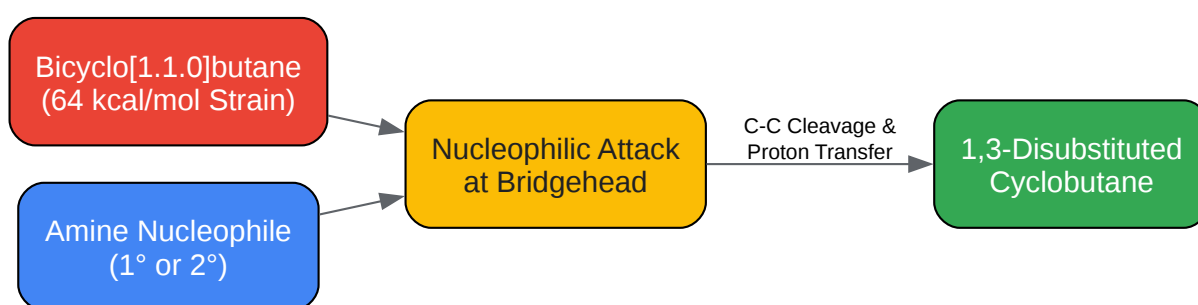 Bicyclo[1.1.0]butane
(64 kcal/mol Strain)
Amine Nucleophile
(1° or 2°)
Nucleophilic Attack
at Bridgehead
C-C Cleavage &
Proton Transfer
1,3-Disubstituted
Cyclobutane